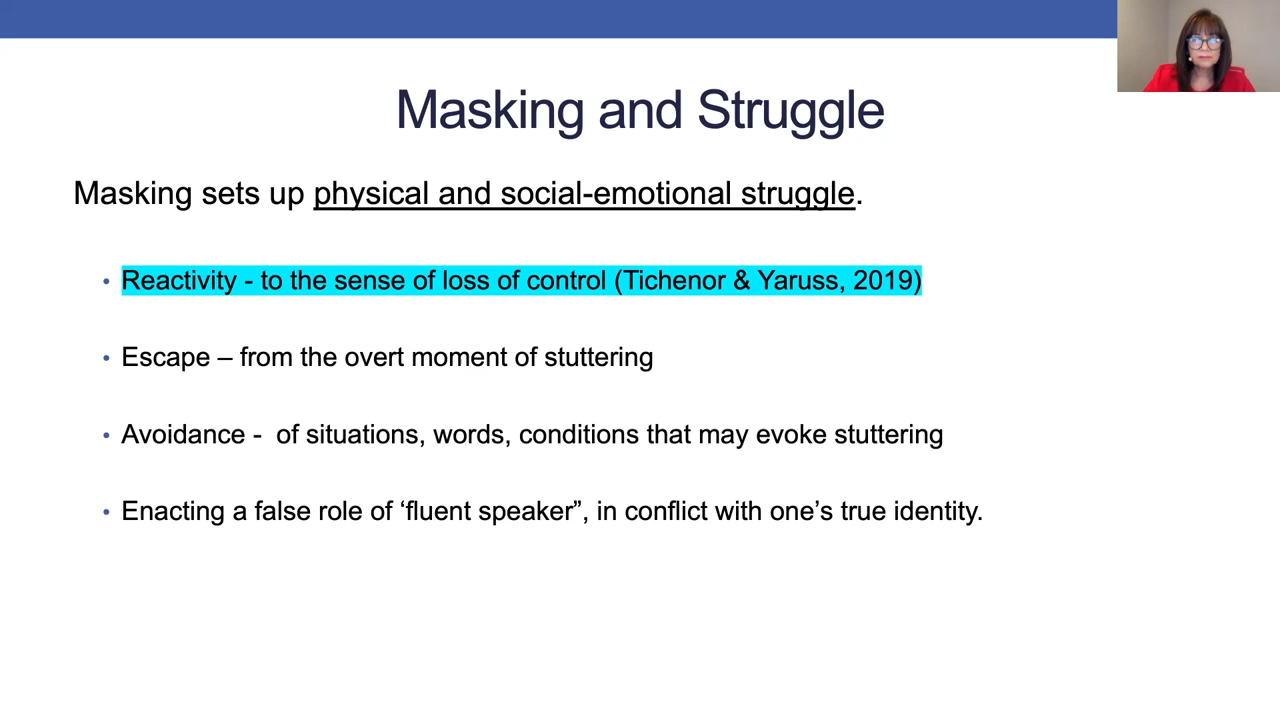 Masking and Struggle
Masking sets up physical and social-emotional struggle.
• Reactivity - to the sense of loss of control (Tichenor & Yaruss, 2019)
• Escape – from the overt moment of stuttering
• Avoidance -  of situations, words, conditions that may evoke stuttering
• Enacting a false role of ‘fluent speaker”, in conflict with one’s true identity.